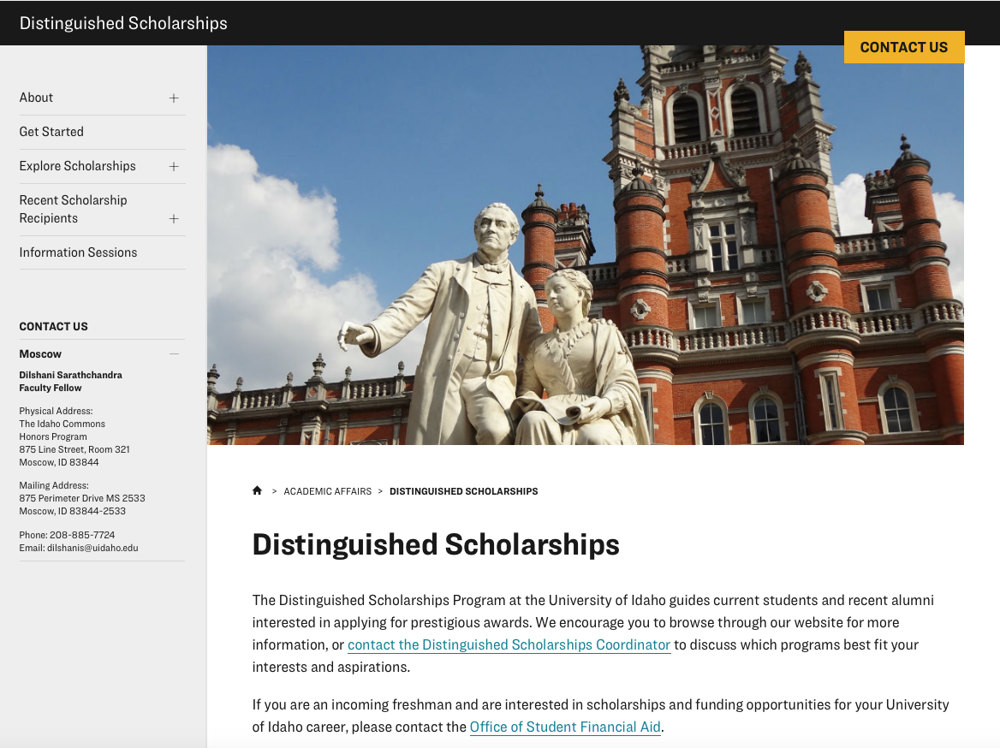 Distinguished Scholarships
CONTACT US
About
Get Started
Explore Scholarships
Recent Scholarship
Recipients
Information Sessions
CONTACT US
Moscow
Dilshani Sarathchandra
Faculty Fellow
Physical Address:
The Idaho Commons
Honors Program
875 Line Street, Room 321
Moscow, ID 83844
Mailing Address:
875 Perimeter Drive MS 2533
Moscow, ID 83844-2533
Phone: 208-885-7724
Email: dilshanis@uidaho.edu
> ACADEMIC AFFAIRS > DISTINGUISHED SCHOLARSHIPS
Distinguished Scholarships
The Distinguished Scholarships Program at the University of Idaho guides current students and recent alumni
interested in applying for prestigious awards. We encourage you to browse through our website for more
information, or contact the Distinguished Scholarships Coordinator to discuss which programs best fit your
interests and aspirations.
If you are an incoming freshman and are interested in scholarships and funding opportunities for your University
of Idaho career, please contact the Office of Student Financial Aid.